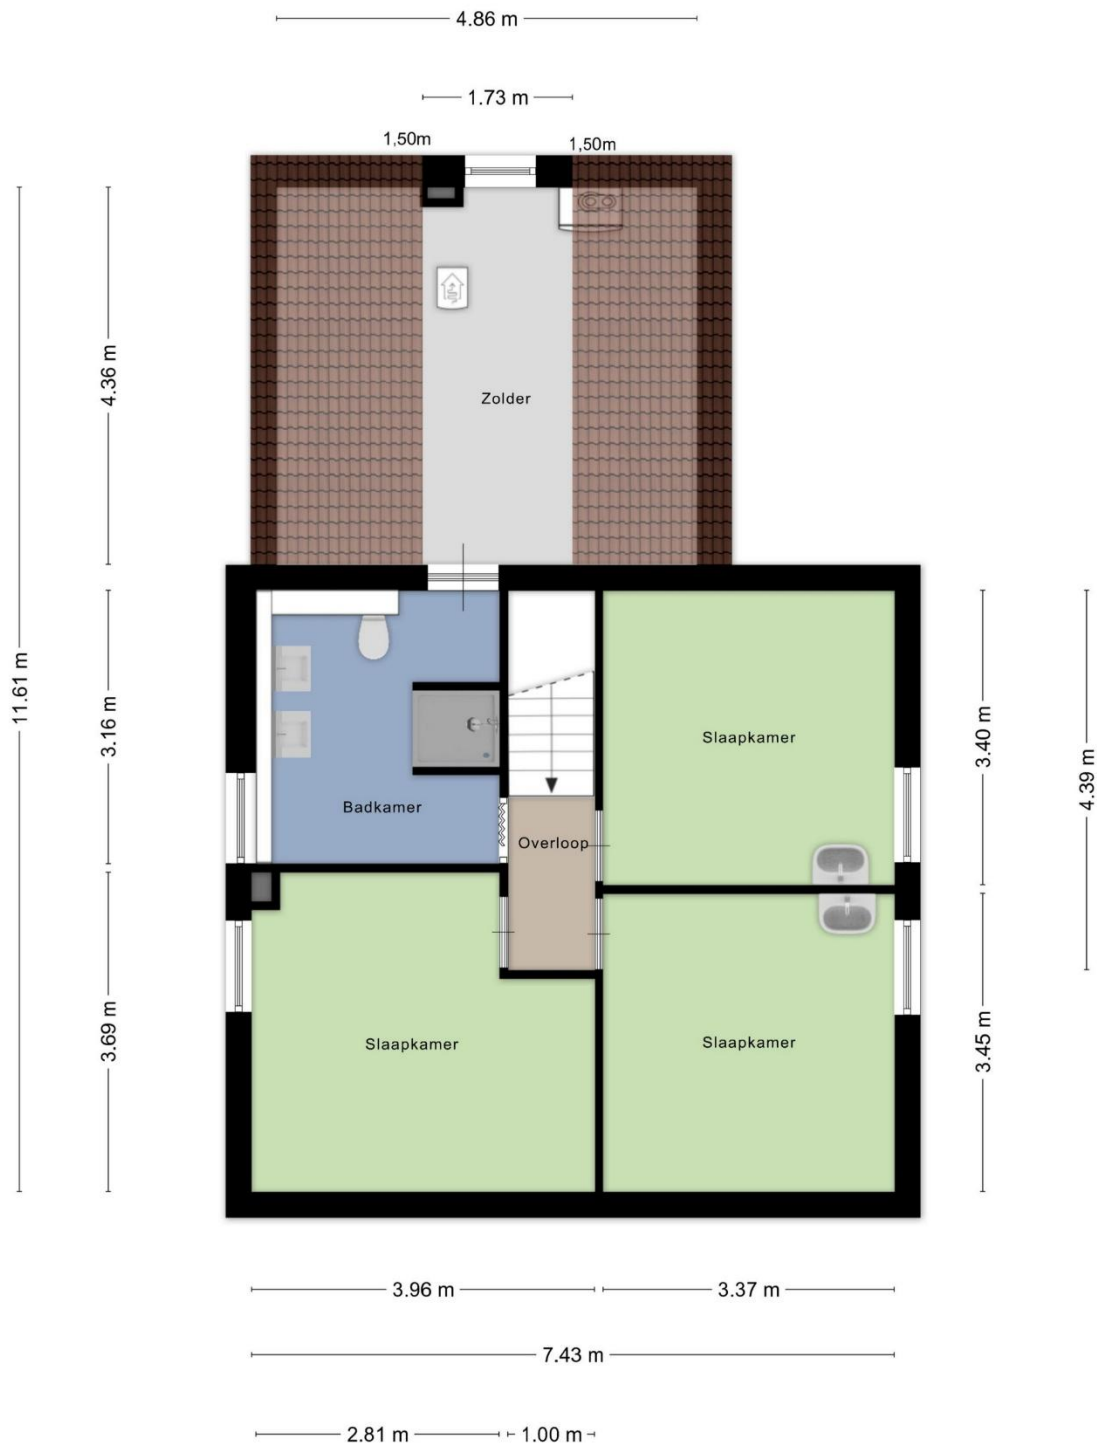 4.86 m
1.73 m
1,50m
1,50m
4.36 m
Zolder
11.61 m
3.16 m
3.40 m
4.39 m
Slaapkamer
Badkamer
Overloop
3.69 m
Slaapkamer
Slaapkamer
3.45 m
3.96 m
3.37 m
7.43 m
2.81 m
1.00 m